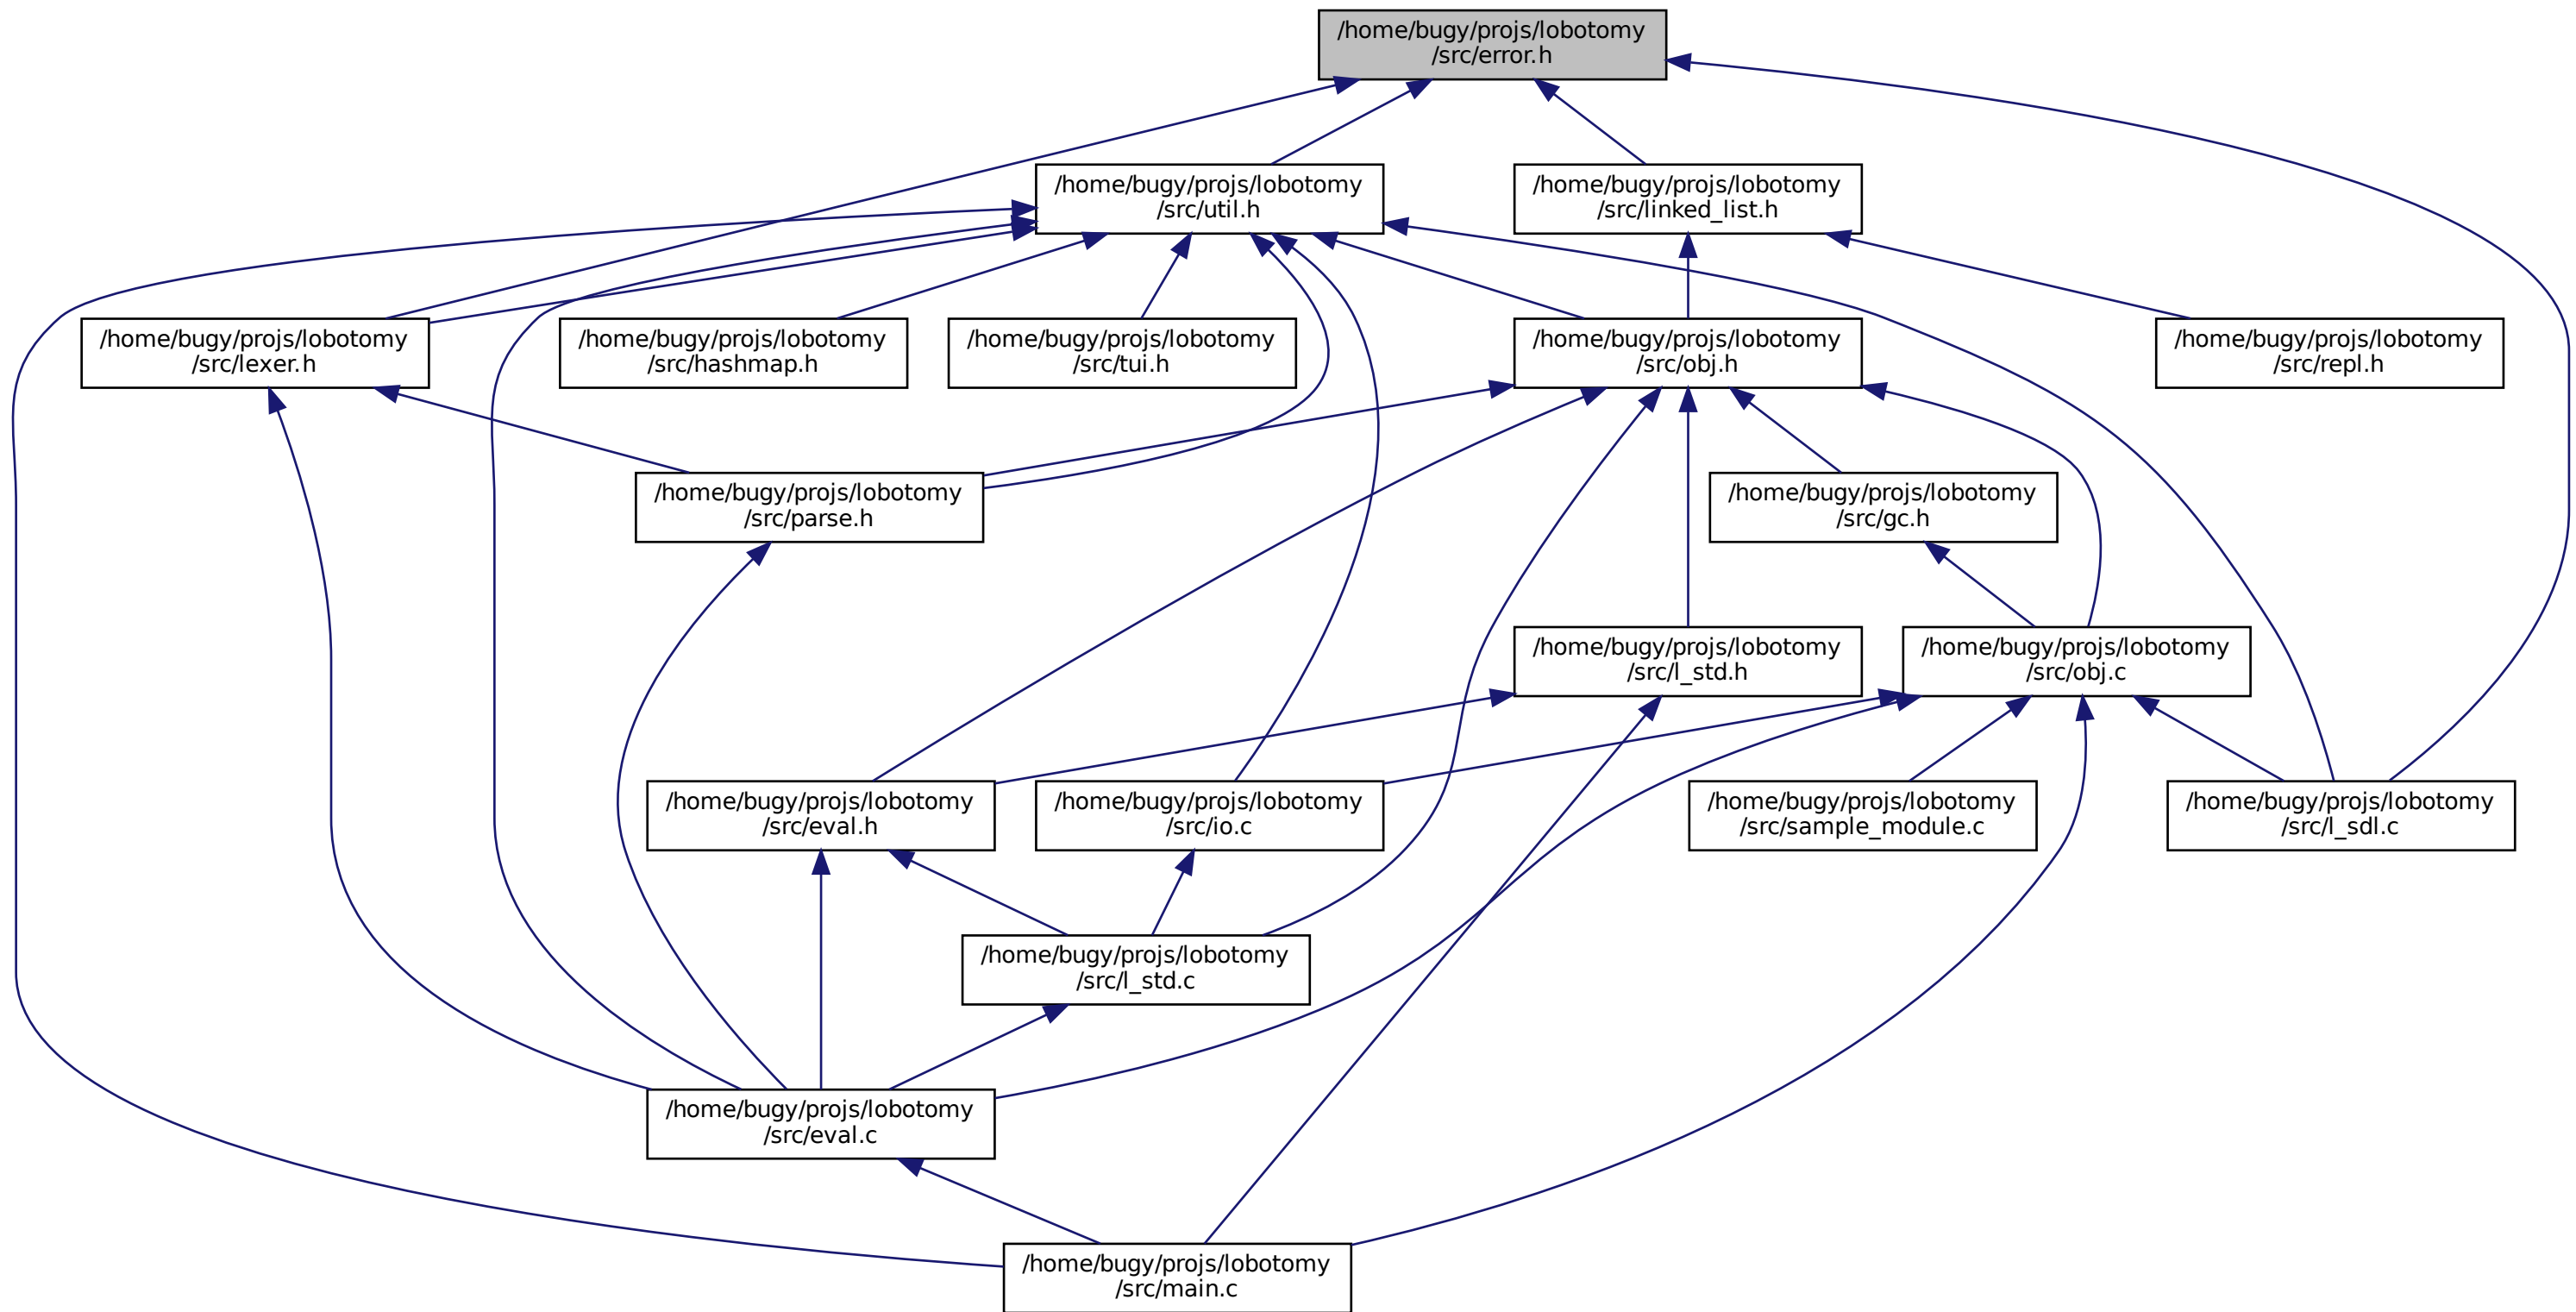 /home/bugy/projs/lobotomy
/src/error.h
/home/bugy/projs/lobotomy
/src/util.h
/home/bugy/projs/lobotomy
/src/linked_list.h
/home/bugy/projs/lobotomy
/src/lexer.h
/home/bugy/projs/lobotomy
/src/hashmap.h
/home/bugy/projs/lobotomy
/src/tui.h
/home/bugy/projs/lobotomy
/src/obj.h
/home/bugy/projs/lobotomy
/src/repl.h
/home/bugy/projs/lobotomy
/src/parse.h
/home/bugy/projs/lobotomy
/src/gc.h
/home/bugy/projs/lobotomy
/src/l_std.h
/home/bugy/projs/lobotomy
/src/obj.c
/home/bugy/projs/lobotomy
/src/eval.h
/home/bugy/projs/lobotomy
/src/io.c
/home/bugy/projs/lobotomy
/src/sample_module.c
/home/bugy/projs/lobotomy
/src/l_sdl.c
/home/bugy/projs/lobotomy
/src/l_std.c
/home/bugy/projs/lobotomy
/src/eval.c
/home/bugy/projs/lobotomy
/src/main.c